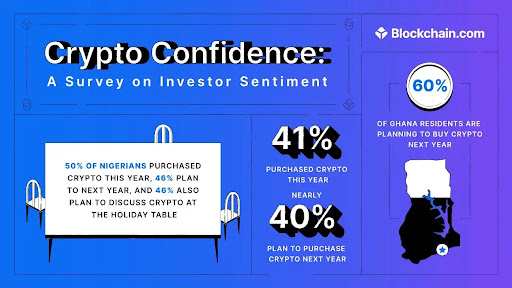 Crypto Confidence:
A Survey on Investor Sentiment
Blockchain.com
50% OF NIGERIANS PURCHASED
CRYPTO THIS YEAR, 46% PLAN
TO NEXT YEAR, AND 46% ALSO
PLAN TO DISCUSS CRYPTO AT
THE HOLIDAY TABLE
41%
PURCHASED CRYPTO
THIS YEAR
NEARLY
40%
PLAN TO PURCHASE
CRYPTO NEXT YEAR
60%
OF GHANA RESIDENTS ARE
PLANNING TO BUY CRYPTO
NEXT YEAR